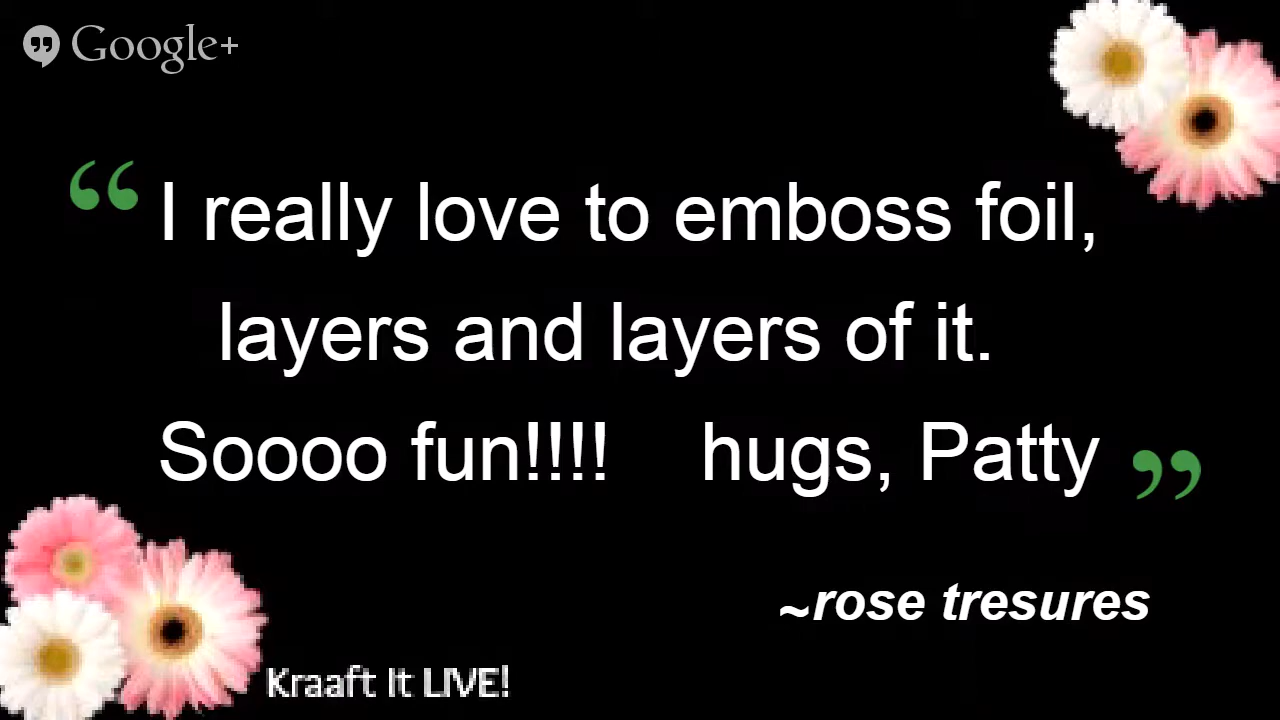 Google+
“ I really love to emboss foil,
layers and layers of it.
Soooo fun!!!! hugs, Patty ”
~rose tresures
Kraaft It LIVE!